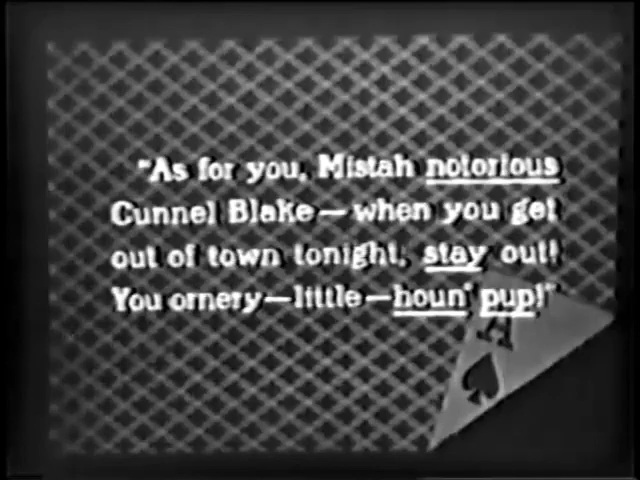 "As for you, Mistah notorious
Cunnel Blake—when you get
out of town tonight, stay out!
You ornery—little—houn' pup!"
A